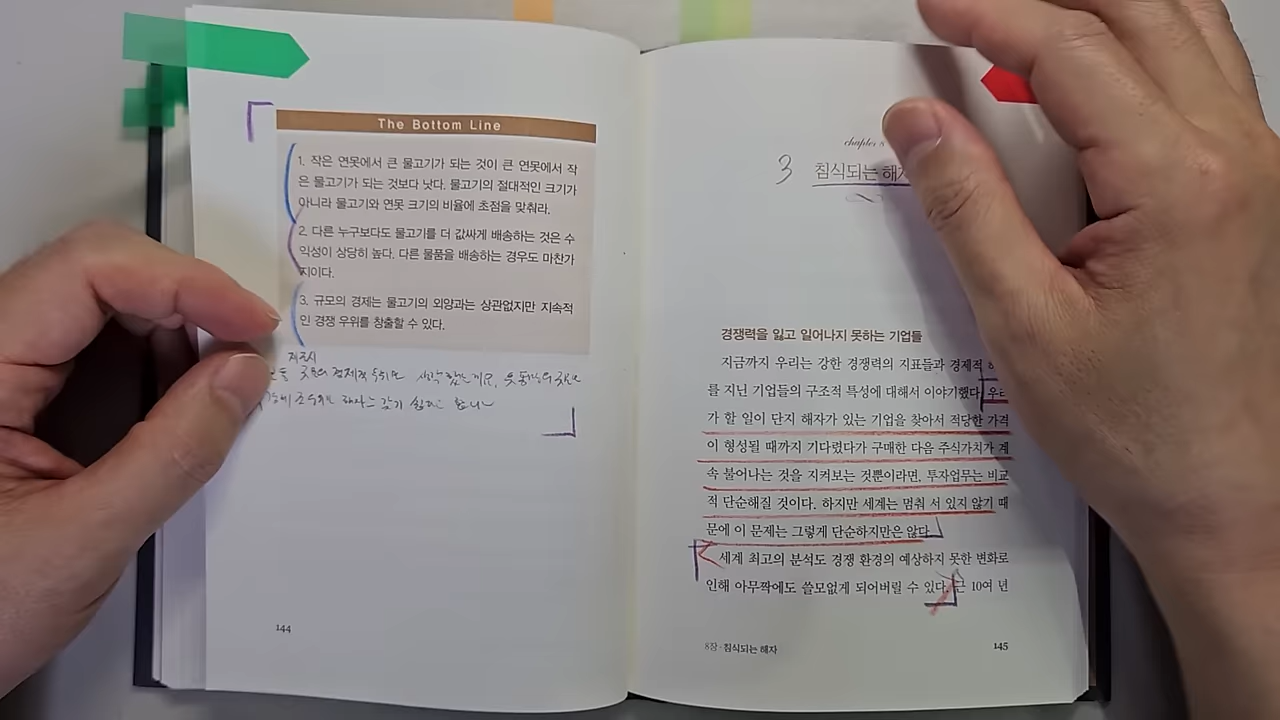 The Bottom Line
1. 작은 연못에서 큰 물고기가 되는 것이 큰 연못에서 작
은 물고기가 되는 것보다 낫다. 물고기의 절대적인 크기가
아니라 물고기와 연못 크기의 비율에 초점을 맞춰라.
2. 다른 누구보다도 물고기를 더 값싸게 배송하는 것은 수
익성이 상당히 높다. 다른 물품을 배송하는 경우도 마찬가
지이다.
3. 규모의 경제는 물고기의 외양과는 상관없지만 지속적
인 경쟁 우위를 창출할 수 있다.
144
chapter 8
3 침식되는 해자
경쟁력을 잃고 일어나지 못하는 기업들
지금까지 우리는 강한 경쟁력의 지표들과 경제적
를 지닌 기업들의 구조적 특성에 대해서 이야기했다.
가 할 일이 단지 해자가 있는 기업을 찾아서 적당한 가격
이 형성될 때까지 기다렸다가 구매한 다음 주식가치가 계
속 불어나는 것을 지켜보는 것뿐이라면, 투자업무는 비교
적 단순해질 것이다. 하지만 세계는 멈춰 서 있지 않기 때
문에 이 문제는 그렇게 단순하지만은 않다.
세계 최고의 분석도 경쟁 환경의 예상하지 못한 변화로
인해 아무짝에도 쓸모없게 되어버릴 수 있다. 근 10여 년
8장·침식되는 해자
145